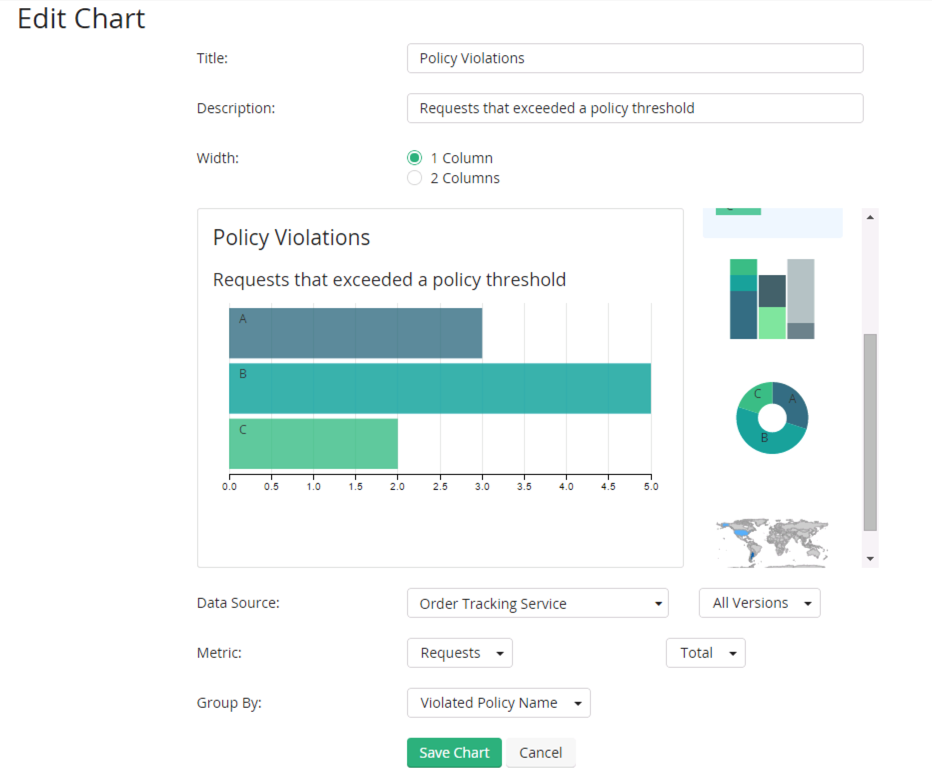 Edit Chart
Title: Policy Violations
Description: Requests that exceeded a policy threshold
Width: 1 Column
2 Columns
Policy Violations
Requests that exceeded a policy threshold
A
B
C
0.0 0.5 1.0 1.5 2.0 2.5 3.0 3.5 4.0 4.5 5.0
C A
B
Data Source: Order Tracking Service All Versions
Metric: Requests Total
Group By: Violated Policy Name
Save Chart Cancel